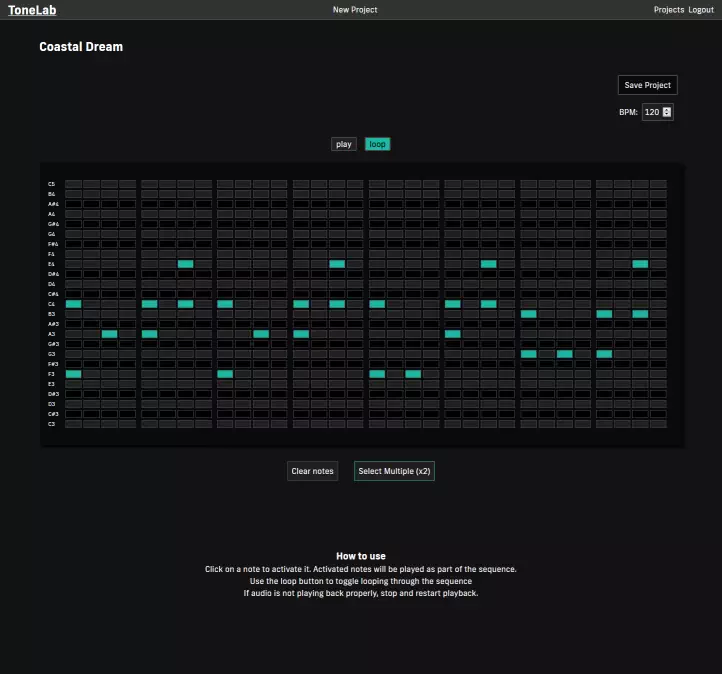 ToneLab New Project Projects Logout
Coastal Dream
Save Project
BPM: 120
play loop
C5
B4
A#4
A4
G#4
G4
F#4
F4
E4
D#4
D4
C#4
C4
B3
A#3
A3
G#3
G3
F#3
F3
E3
D#3
D3
C#3
C3
Clear notes Select Multiple (x2)
How to use
Click on a note to activate it. Activated notes will be played as part of the sequence.
Use the loop button to toggle looping through the sequence
If audio is not playing back properly, stop and restart playback.